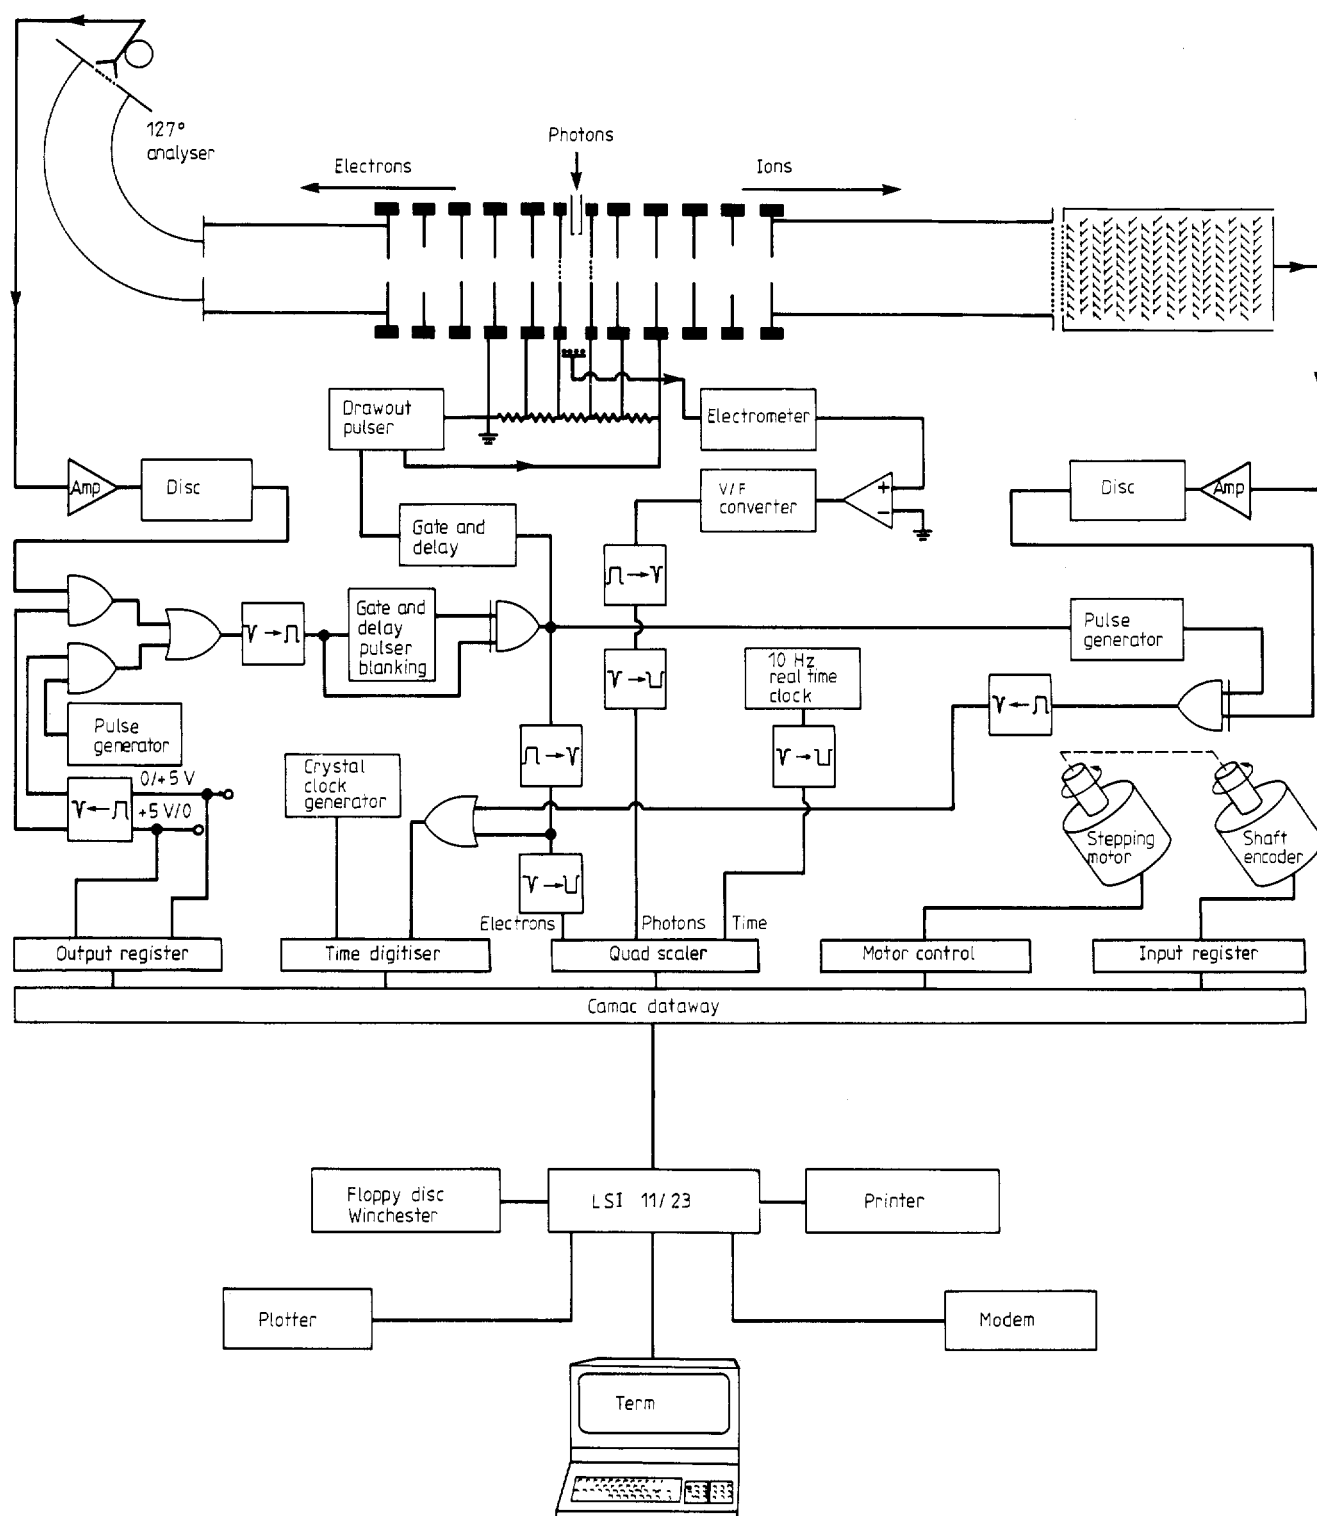 127°
analyser
Photons
Electrons
Ions
Drawout
pulser
Electrometer
Amp
Disc
V/F
converter
+
−
Disc
Amp
Gate and
delay
Gate and
delay
pulser
blanking
Pulse
generator
10 Hz
real time
clock
Pulse
generator
0/+5 V
+5 V/0
Crystal
clock
generator
Stepping
motor
Shaft
encoder
Electrons
Photons
Time
Output register
Time digitiser
Quad scaler
Motor control
Input register
Camac dataway
Floppy disc
Winchester
LSI 11/23
Printer
Plotter
Modem
Term